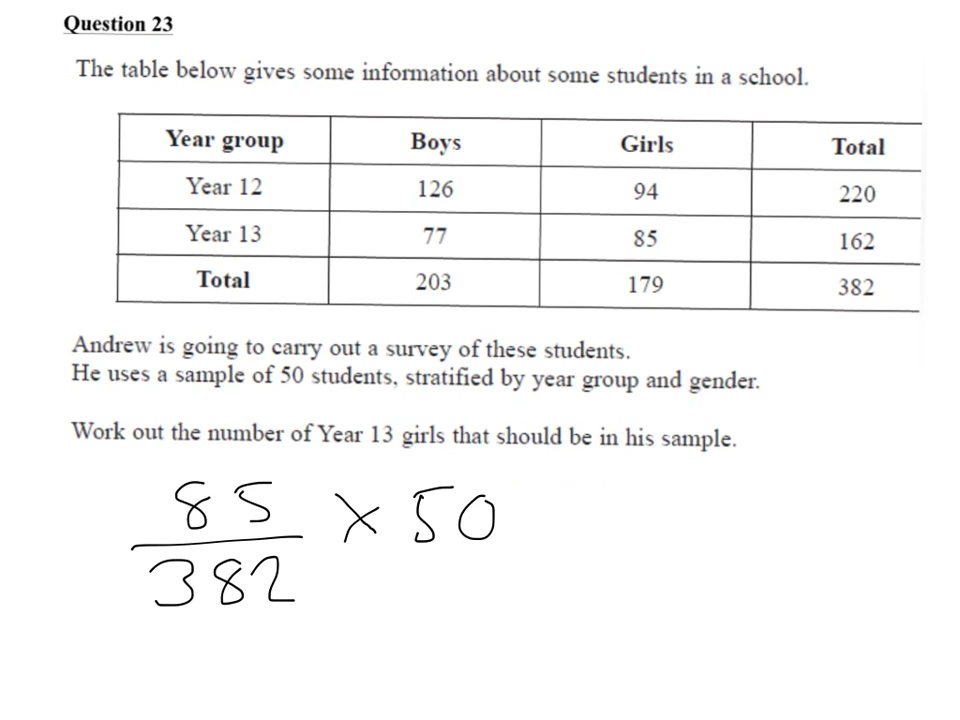 Question 23
The table below gives some information about some students in a school.
Year group Boys Girls Total
Year 12 126 94 220
Year 13 77 85 162
Total 203 179 382
Andrew is going to carry out a survey of these students.
He uses a sample of 50 students, stratified by year group and gender.
Work out the number of Year 13 girls that should be in his sample.
85 × 50
382